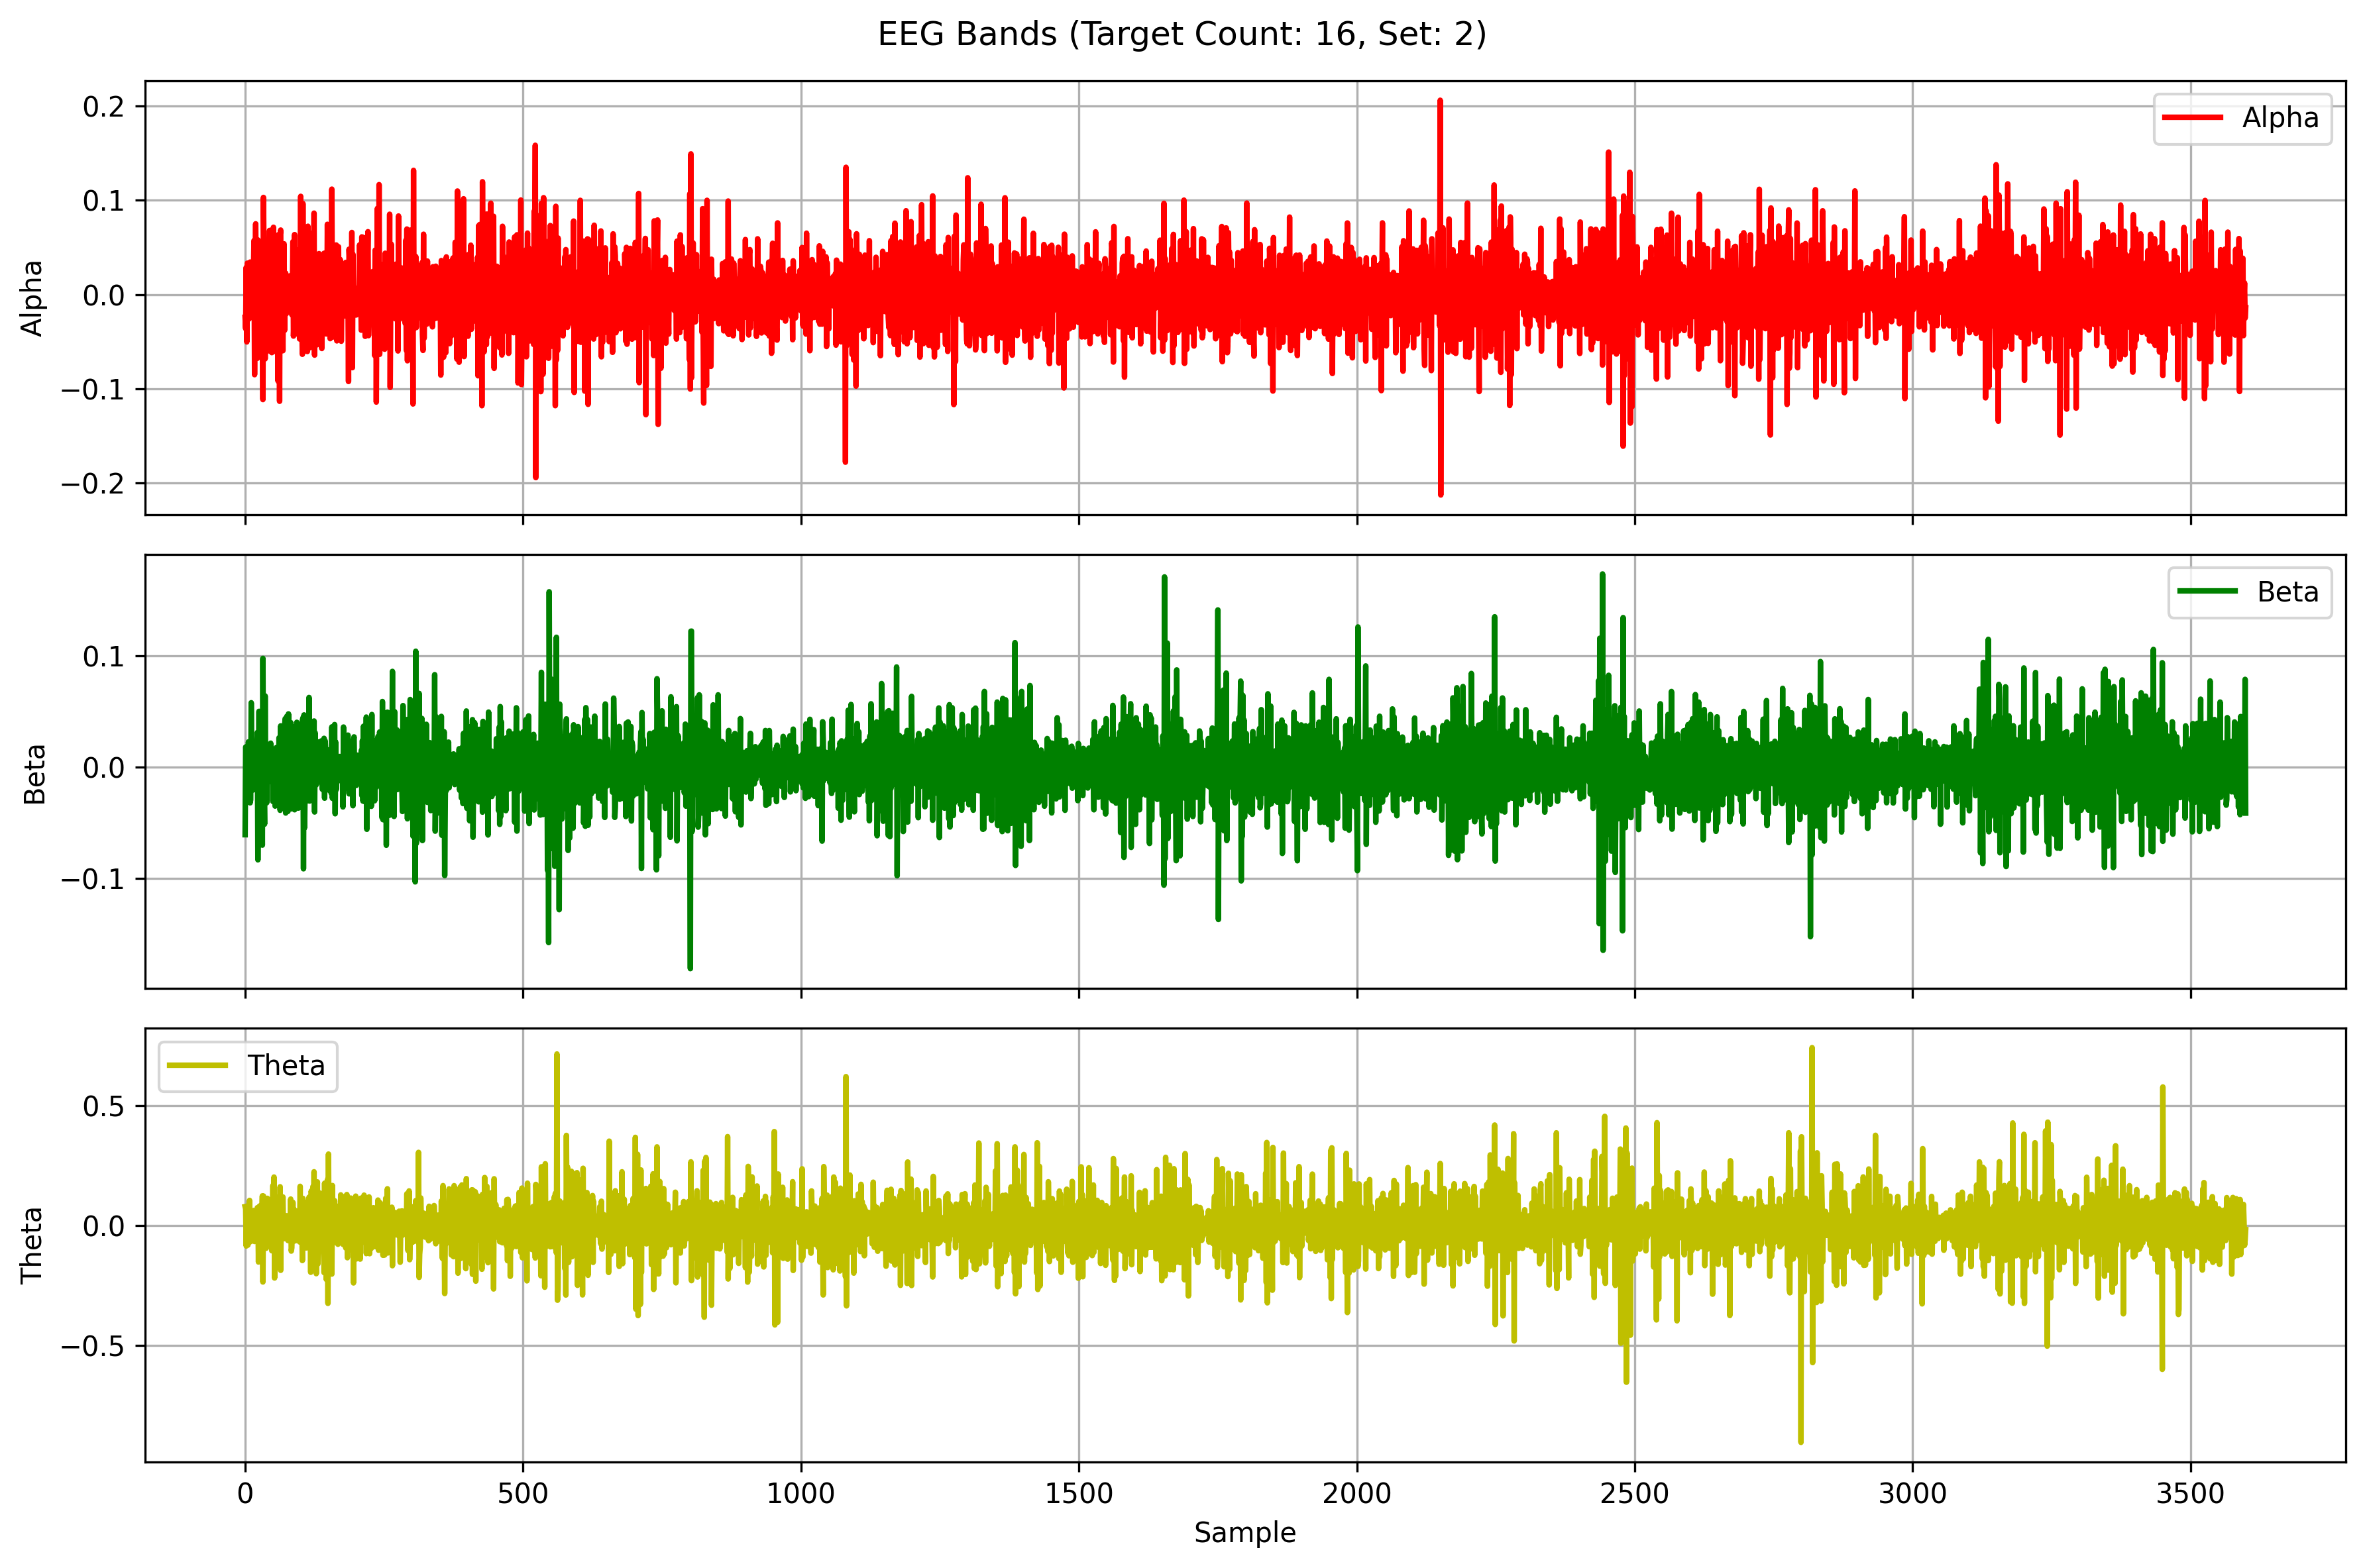 EEG Bands (Target Count: 16, Set: 2)
0.2
0.1
0.0
−0.1
−0.2
Alpha
Alpha
0.1
0.0
−0.1
Beta
Beta
0.5
0.0
−0.5
Theta
Theta
0 500 1000 1500 2000 2500 3000 3500
Sample